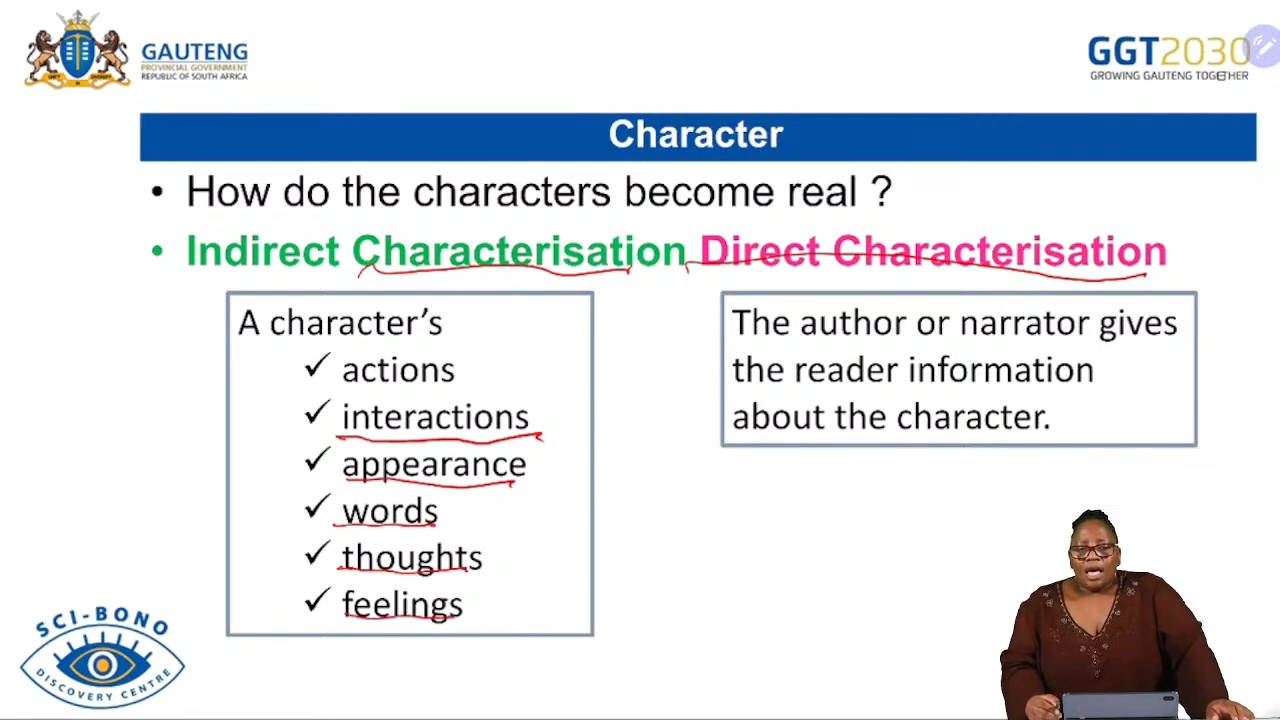 GAUTENG
PROVINCIAL GOVERNMENT
REPUBLIC OF SOUTH AFRICA
GGT2030
GROWING GAUTENG TOGETHER
Character
• How do the characters become real ?
• Indirect Characterisation Direct Characterisation
A character’s
✓ actions
✓ interactions
✓ appearance
✓ words
✓ thoughts
✓ feelings
The author or narrator gives
the reader information
about the character.
SCI-BONO
DISCOVERY CENTRE